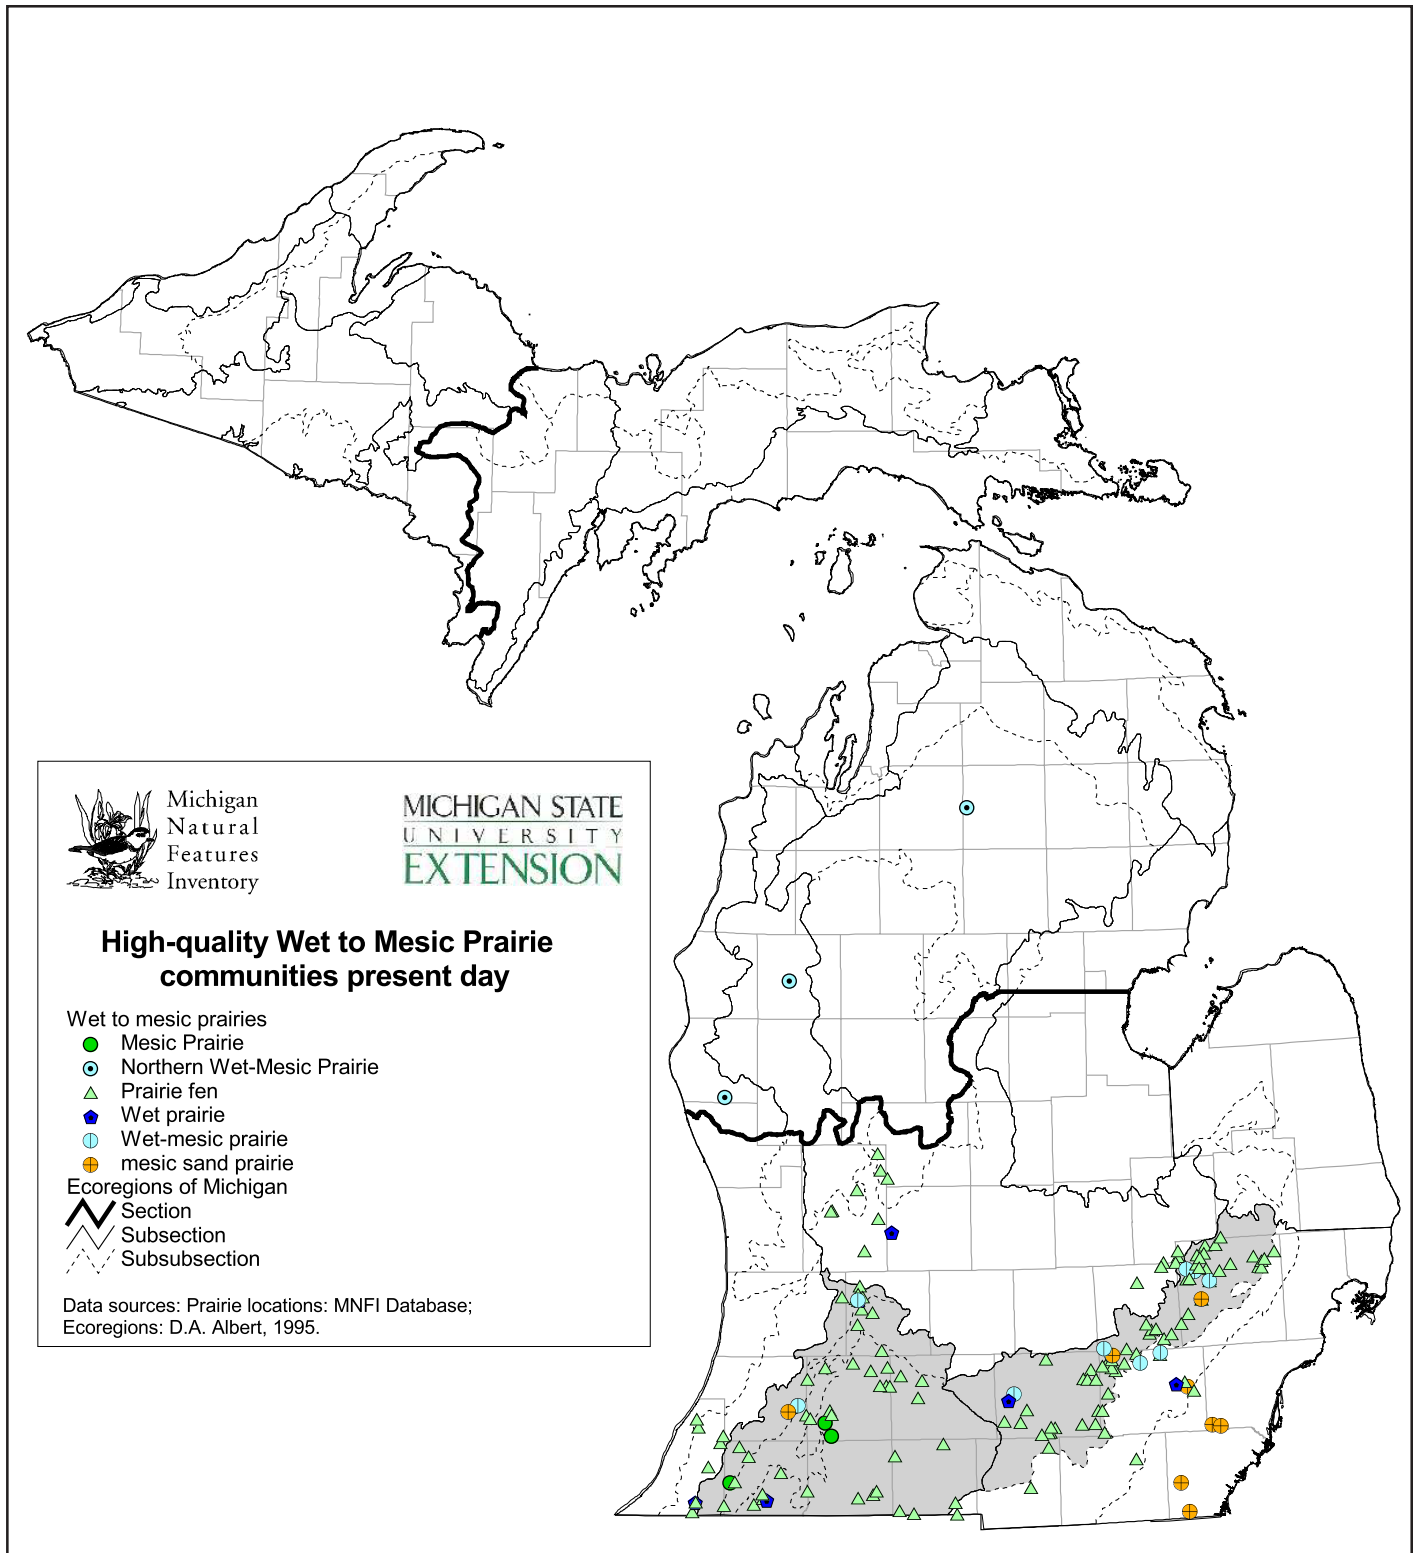 Michigan
Natural
Features
Inventory
MICHIGAN STATE
UNIVERSITY
EXTENSION
High-quality Wet to Mesic Prairie
communities present day
Wet to mesic prairies
Mesic Prairie
Northern Wet-Mesic Prairie
Prairie fen
Wet prairie
Wet-mesic prairie
mesic sand prairie
Ecoregions of Michigan
Section
Subsection
Subsubsection
Data sources: Prairie locations: MNFI Database;
Ecoregions: D.A. Albert, 1995.